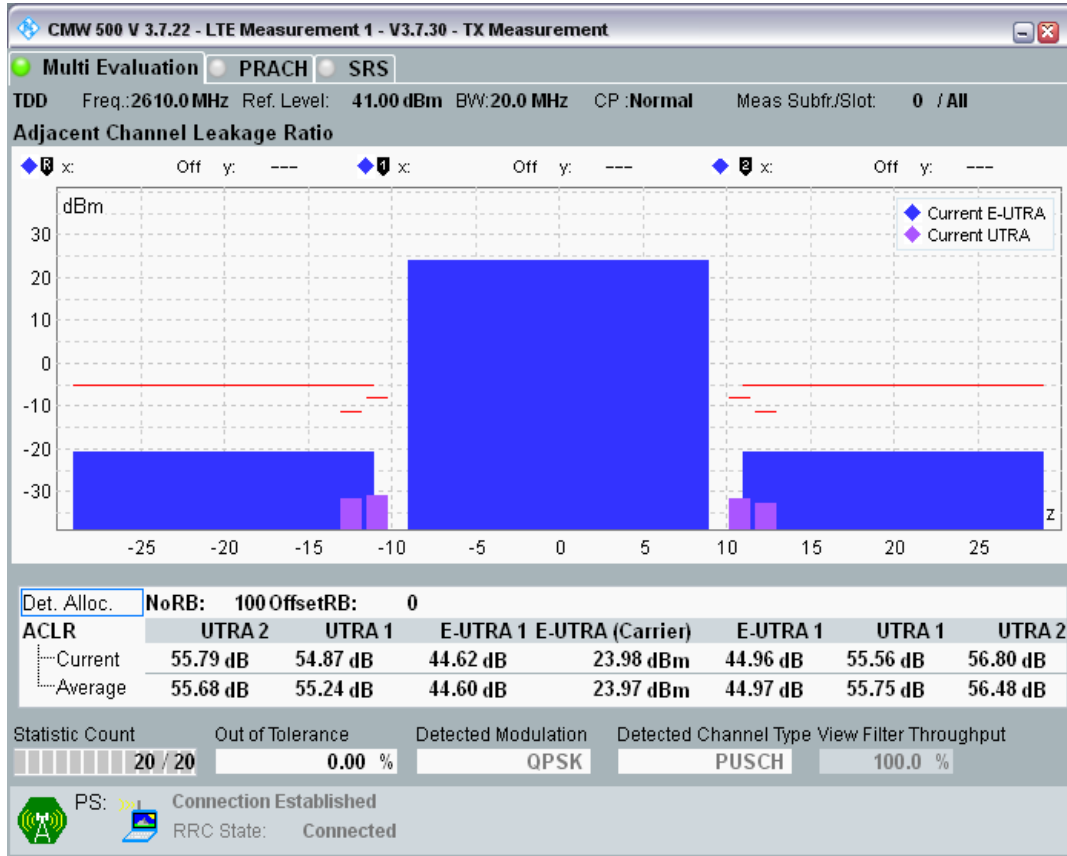 CMW 500 V 3.7.22 - LTE Measurement 1 - V3.7.30 - TX Measurement
Multi Evaluation PRACH SRS
TDD Freq.:2610.0 MHz Ref. Level: 41.00 dBm BW:20.0 MHz CP :Normal Meas Subfr./Slot: 0 / All
Adjacent Channel Leakage Ratio
R x: Off y: --- 1 x: Off y: --- 2 x: Off y: ---
dBm
Current E-UTRA
Current UTRA
30
20
10
0
-10
-20
-30
z
-25 -20 -15 -10 -5 0 5 10 15 20 25
Det. Alloc. NoRB: 100 OffsetRB: 0
ACLR UTRA 2 UTRA 1 E-UTRA 1 E-UTRA (Carrier) E-UTRA 1 UTRA 1 UTRA 2
Current 55.79 dB 54.87 dB 44.62 dB 23.98 dBm 44.96 dB 55.56 dB 56.80 dB
Average 55.68 dB 55.24 dB 44.60 dB 23.97 dBm 44.97 dB 55.75 dB 56.48 dB
Statistic Count Out of Tolerance Detected Modulation Detected Channel Type View Filter Throughput
20 / 20 0.00 % QPSK PUSCH 100.0 %
PS: Connection Established
RRC State: Connected